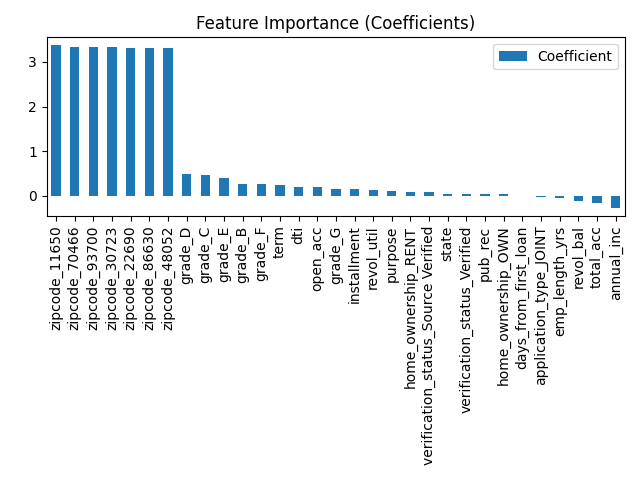 Feature Importance (Coefficients)
Coefficient
3
2
1
0
zipcode_11650
zipcode_70466
zipcode_93700
zipcode_30723
zipcode_22690
zipcode_86630
zipcode_48052
grade_D
grade_C
grade_E
grade_B
grade_F
term
dti
open_acc
grade_G
installment
revol_util
purpose
home_ownership_RENT
verification_status_Source Verified
state
verification_status_Verified
pub_rec
home_ownership_OWN
days_from_first_loan
application_type_JOINT
emp_length_yrs
revol_bal
total_acc
annual_inc